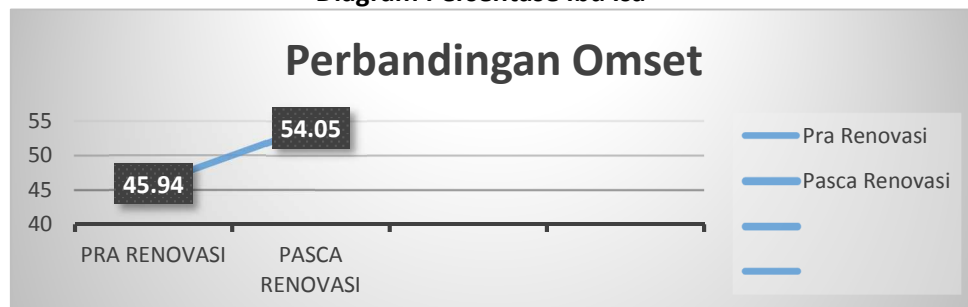 Perbandingan Omset
55
50
45
40
54.05
45.94
PRA RENOVASI
PASCA
RENOVASI
Pra Renovasi
Pasca Renovasi